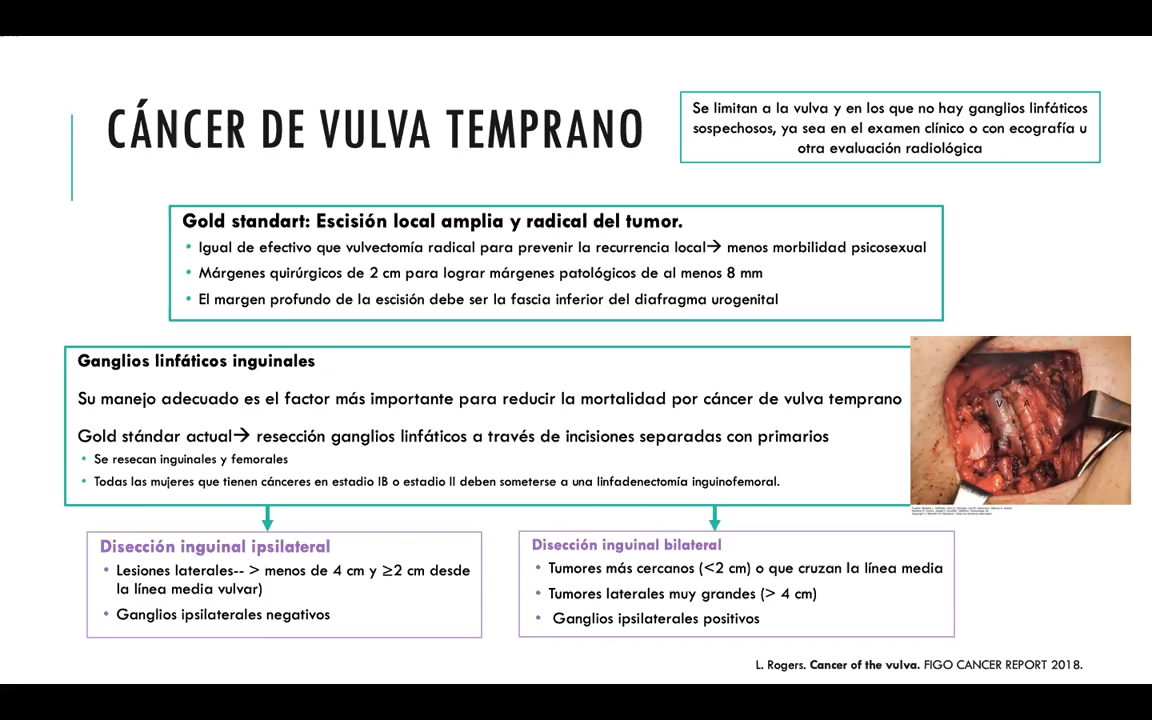 CÁNCER DE VULVA TEMPRANO
Se limitan a la vulva y en los que no hay ganglios linfáticos
sospechosos, ya sea en el examen clínico o con ecografía u
otra evaluación radiológica
Gold standart: Escisión local amplia y radical del tumor.
• Igual de efectivo que vulvectomía radical para prevenir la recurrencia local→ menos morbilidad psicosexual
• Márgenes quirúrgicos de 2 cm para lograr márgenes patológicos de al menos 8 mm
• El margen profundo de la escisión debe ser la fascia inferior del diafragma urogenital
Ganglios linfáticos inguinales
Su manejo adecuado es el factor más importante para reducir la mortalidad por cáncer de vulva temprano
Gold stándar actual→ resección ganglios linfáticos a través de incisiones separadas con primarios
• Se resecan inguinales y femorales
• Todas las mujeres que tienen cánceres en estadio IB o estadio II deben someterse a una linfadenectomía inguinofemoral.
V A
Disección inguinal ipsilateral
• Lesiones laterales-- > menos de 4 cm y ≥2 cm desde
la línea media vulvar)
• Ganglios ipsilaterales negativos
Disección inguinal bilateral
• Tumores más cercanos (<2 cm) o que cruzan la línea media
• Tumores laterales muy grandes (> 4 cm)
• Ganglios ipsilaterales positivos
L. Rogers. Cancer of the vulva. FIGO CANCER REPORT 2018.